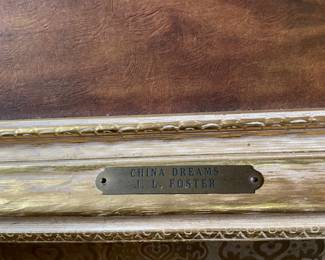 CHINA DREAMS
J. L. FOSTER